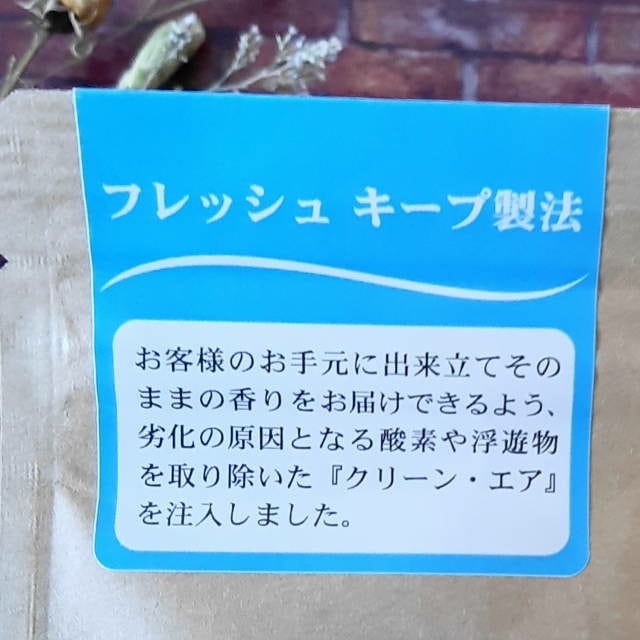 フレッシュ キープ製法
お客様のお手元に出来立てその
ままの香りをお届けできるよう、
劣化の原因となる酸素や浮遊物
を取り除いた『クリーン・エア』
を注入しました。